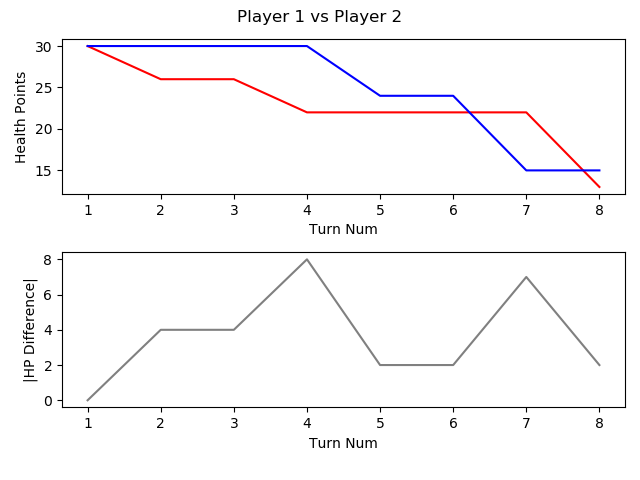 Player 1 vs Player 2
30
25
20
15
Health Points
1 2 3 4 5 6 7 8
Turn Num
8
6
4
2
0
|HP Difference|
1 2 3 4 5 6 7 8
Turn Num